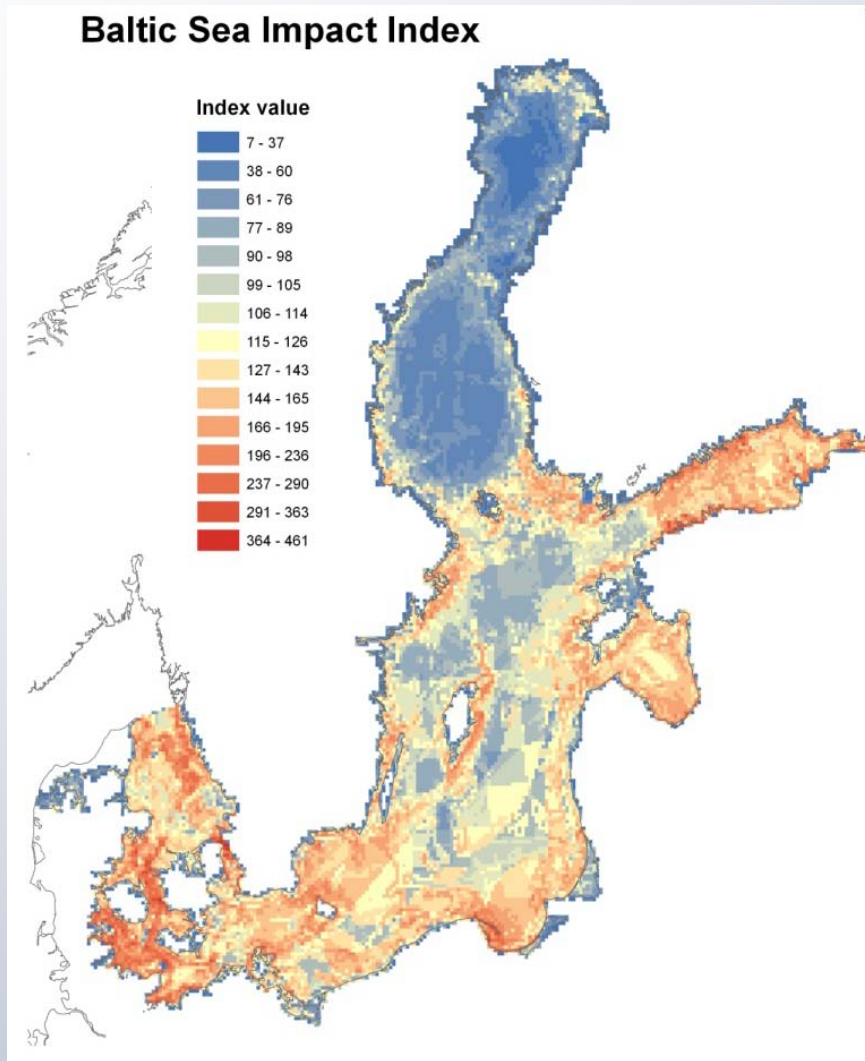 Baltic Sea Impact Index
Index value
7 - 37
38 - 60
61 - 76
77 - 89
90 - 98
99 - 105
106 - 114
115 - 126
127 - 143
144 - 165
166 - 195
196 - 236
237 - 290
291 - 363
364 - 461